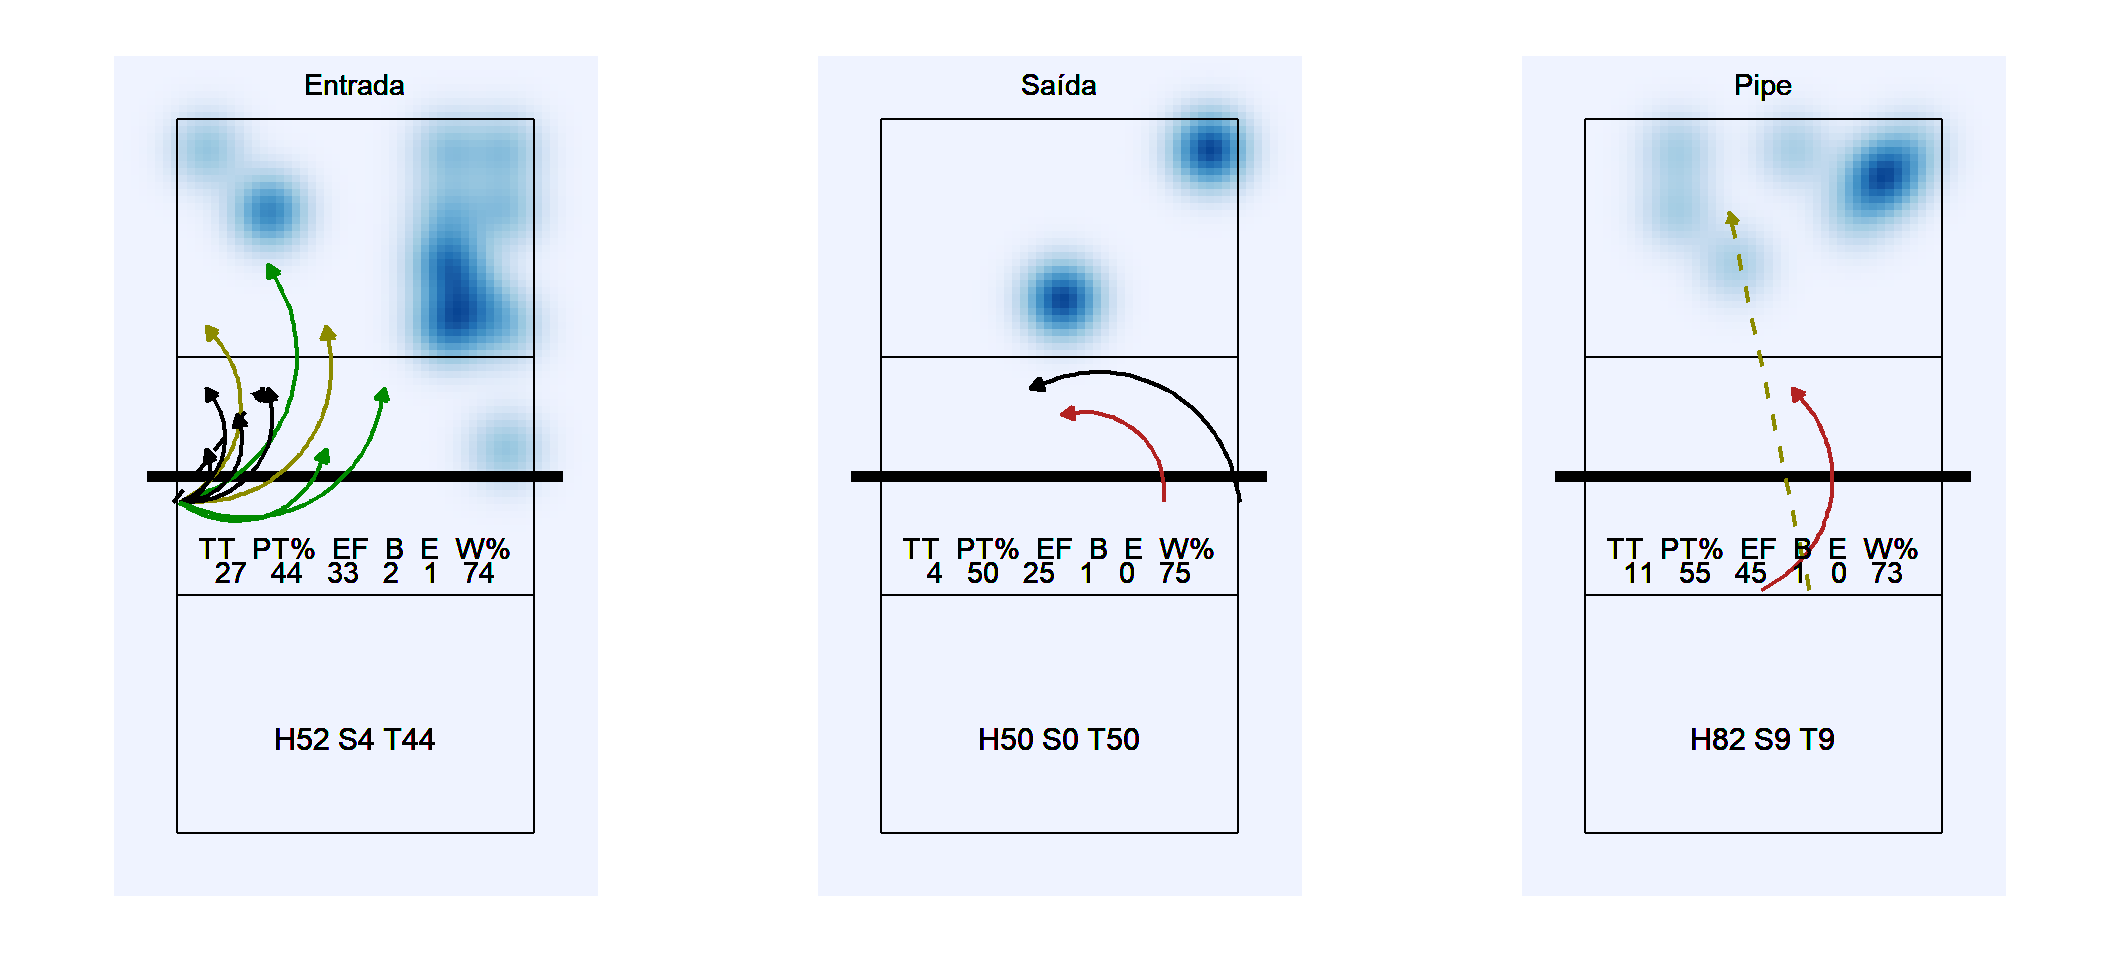 Entrada
TT PT% EF B E W%
27 44 33 2 1 74
H52 S4 T44
Saída
TT PT% EF B E W%
4 50 25 1 0 75
H50 S0 T50
Pipe
TT PT% EF B E W%
11 55 45 1 0 73
H82 S9 T9